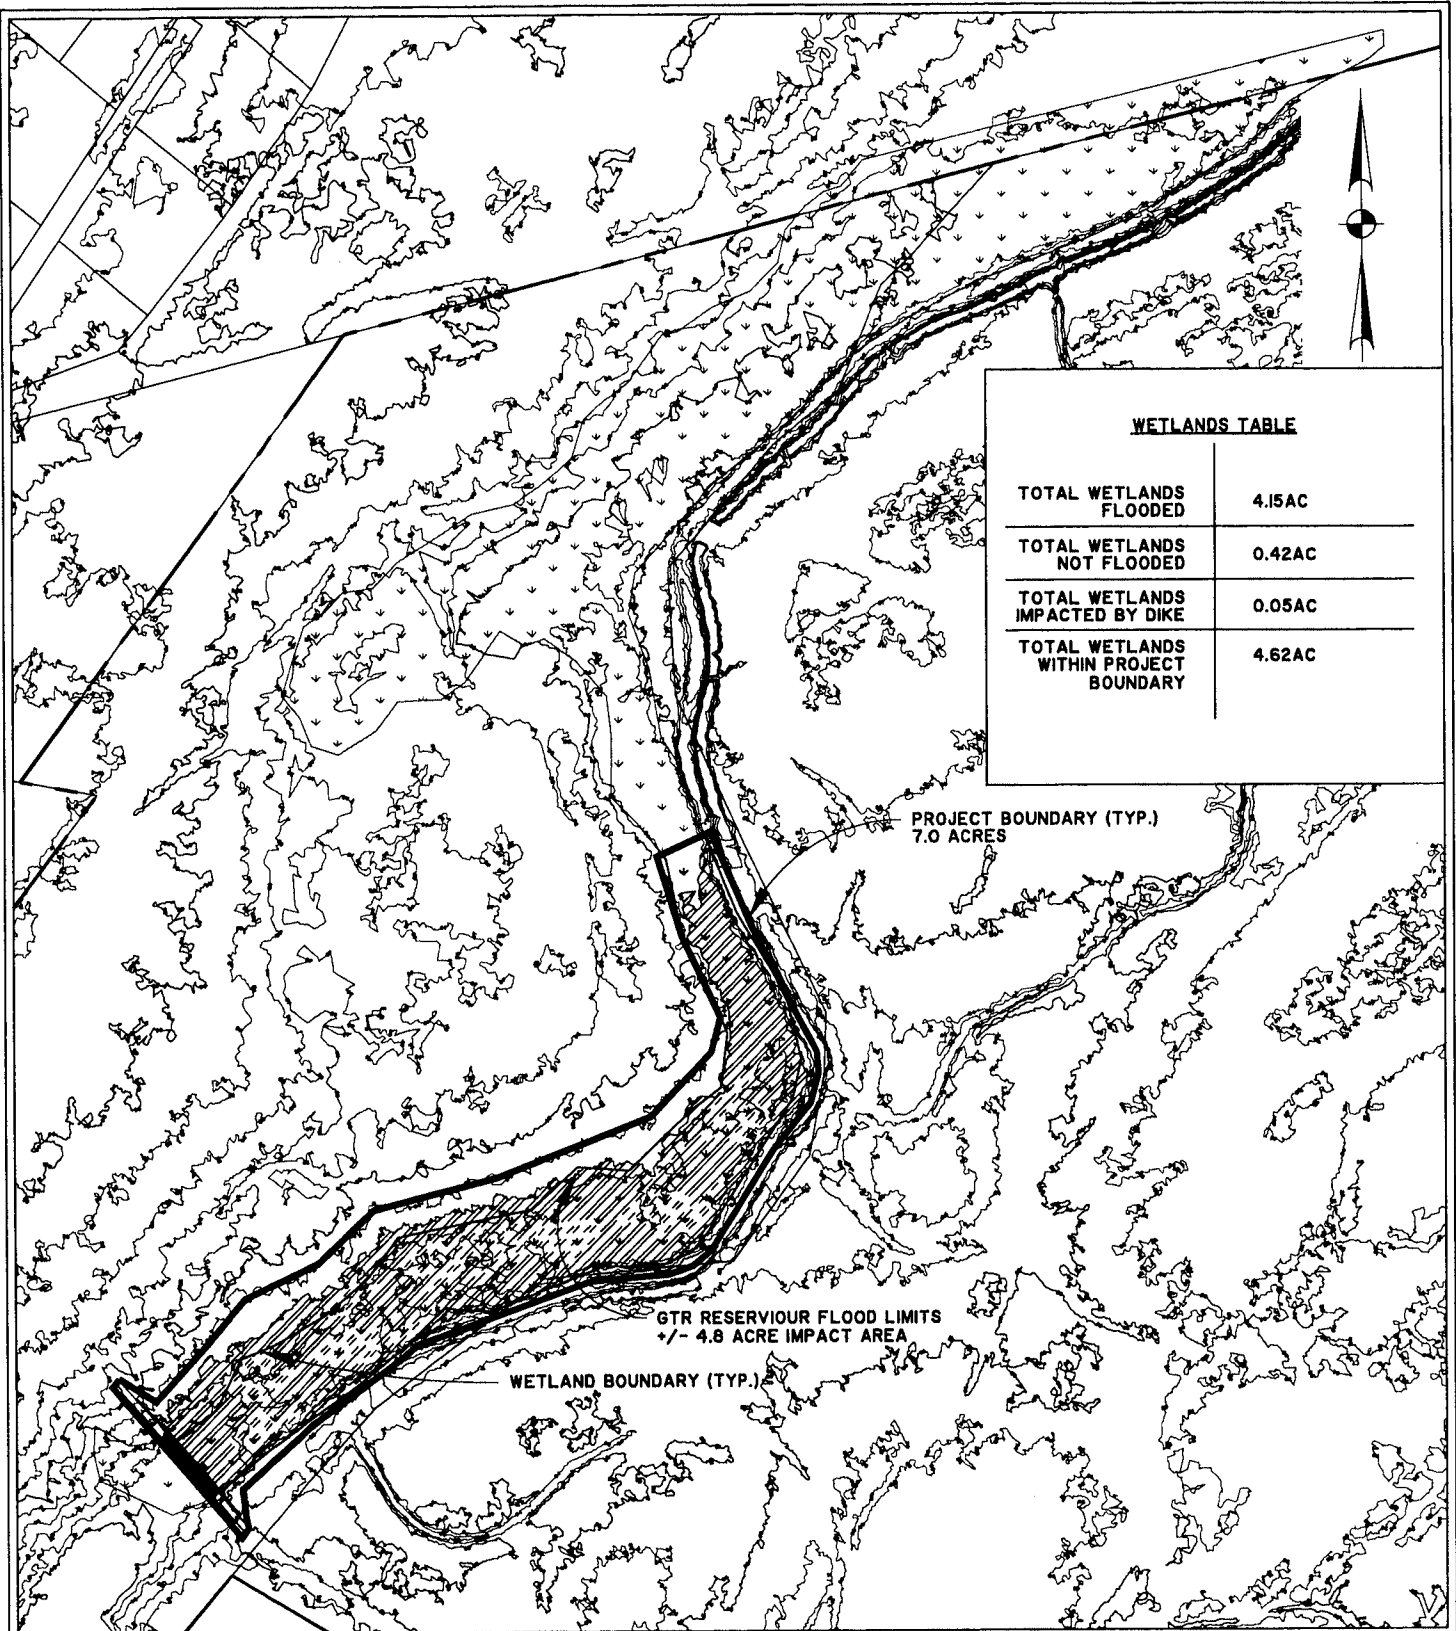 WETLANDS TABLE
TOTAL WETLANDS
FLOODED
4.15AC
TOTAL WETLANDS
NOT FLOODED
0.42AC
TOTAL WETLANDS
IMPACTED BY DIKE
0.05AC
TOTAL WETLANDS
WITHIN PROJECT
BOUNDARY
4.62AC
PROJECT BOUNDARY (TYP.)
7.0 ACRES
GTR RESERVIOUR FLOOD LIMITS
+/- 4.8 ACRE IMPACT AREA
WETLAND BOUNDARY (TYP.)